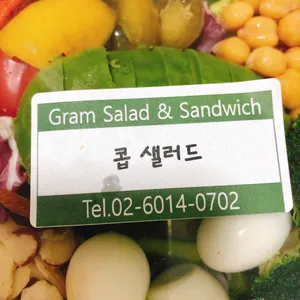 Gram Salad & Sandwich
콥 샐러드
Tel.02-6014-0702